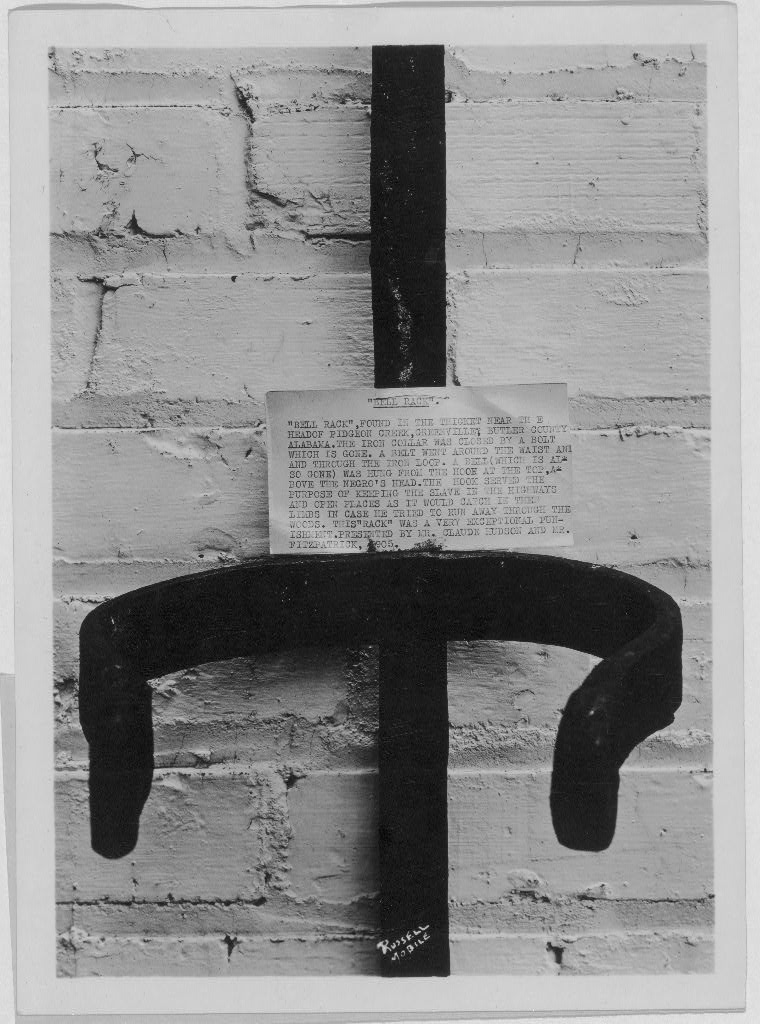 "BELL RACK".-
"BELL RACK",FOUND IN THE THICKET NEAR TH E
HEADOF PIDGEON CREEK,GREENVILLE, BUTLER COUNTY
ALABAMA.THE IRON COLLAR WAS CLOSED BY A BOLT
WHICH IS GONE. A BELT WENT AROUND THE WAIST AND
AND THROUGH THE IRON LOOP. A BELL(WHICH IS AL*
SO GONE) WAS HUNG FROM THE HOOK AT THE TOP,A*
BOVE THE NEGRO'S HEAD.THE HOOK SERVED THE
PURPOSE OF KEEPING THE SLAVE IN THE HIGHWAYS
AND OPEN PLACES AS IT WOULD CATCH IN THE
LIMBS IN CASE HE TRIED TO RUN AWAY THROUGH THE
WOODS. THIS"RACK" WAS A VERY EXCEPTIONAL PUN-
ISHMENT.PRESENTED BY MR. CLAUDE HUDSON AND MR.
FITZPATRICK, 1905.
RUSSELL
MOBILE